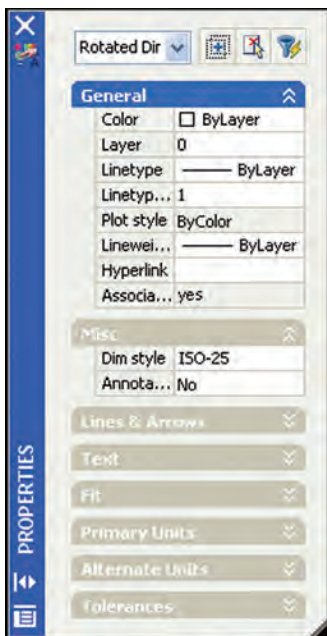 Rotated Dir
General
Color ByLayer
Layer 0
Linetype ByLayer
Linetyp... 1
Plot style ByColor
Linewei... ByLayer
Hyperlink
Associa... yes
Misc
Dim style ISO-25
Annota... No
Lines & Arrows
Text
Fit
Primary Units
Alternate Units
Tolerances
PROPERTIES